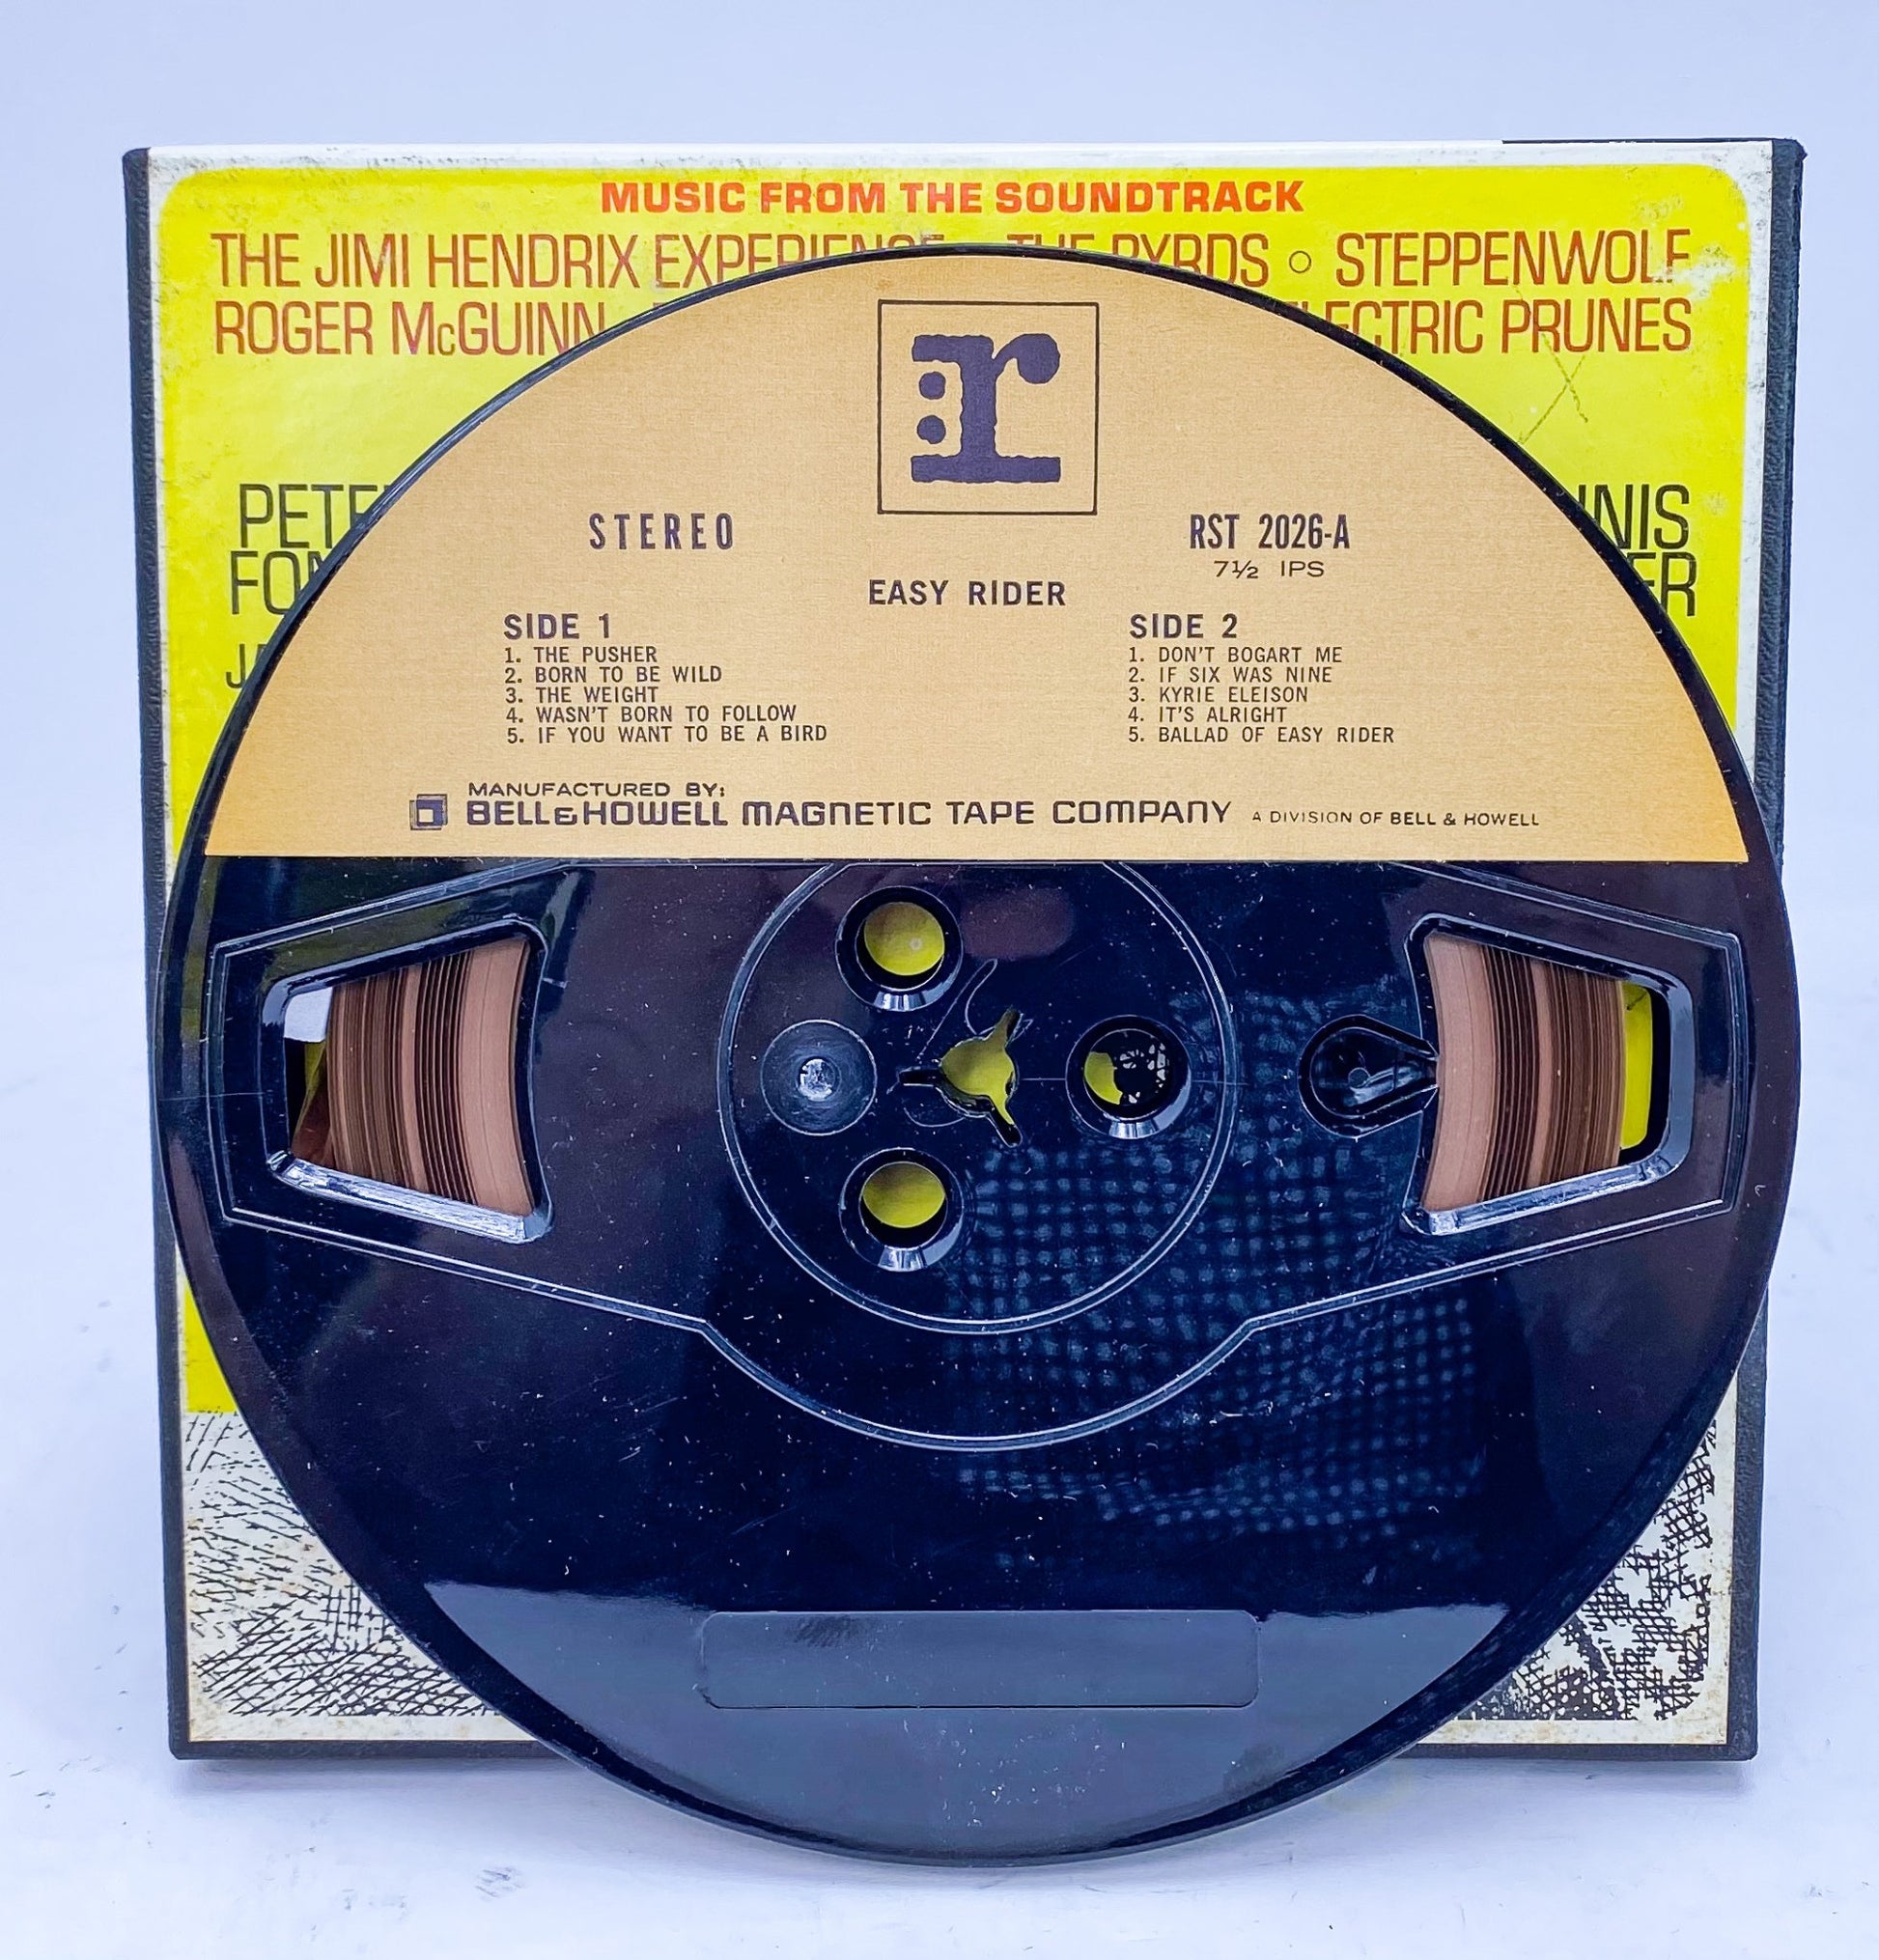 MUSIC FROM THE SOUNDTRACK
THE JIMI HENDRIX EXPERIENCE THE BYRDS ○ STEPPENWOLF
ROGER McGUINN PRUNES
r
STEREO
RST 2026-A
7½ IPS
EASY RIDER
SIDE 1
1. THE PUSHER
2. BORN TO BE WILD
3. THE WEIGHT
4. WASN'T BORN TO FOLLOW
5. IF YOU WANT TO BE A BIRD
SIDE 2
1. DON'T BOGART ME
2. IF SIX WAS NINE
3. KYRIE ELEISON
4. IT'S ALRIGHT
5. BALLAD OF EASY RIDER
MANUFACTURED BY:
BELL & HOWELL MAGNETIC TAPE COMPANY A DIVISION OF BELL & HOWELL